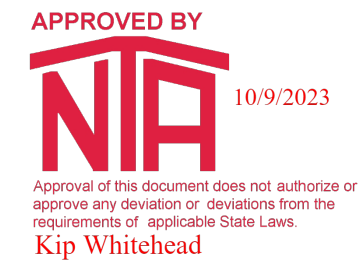 APPROVED BY
NTA
10/9/2023
Approval of this document does not authorize or
approve any deviation or deviations from the
requirements of applicable State Laws.
Kip Whitehead